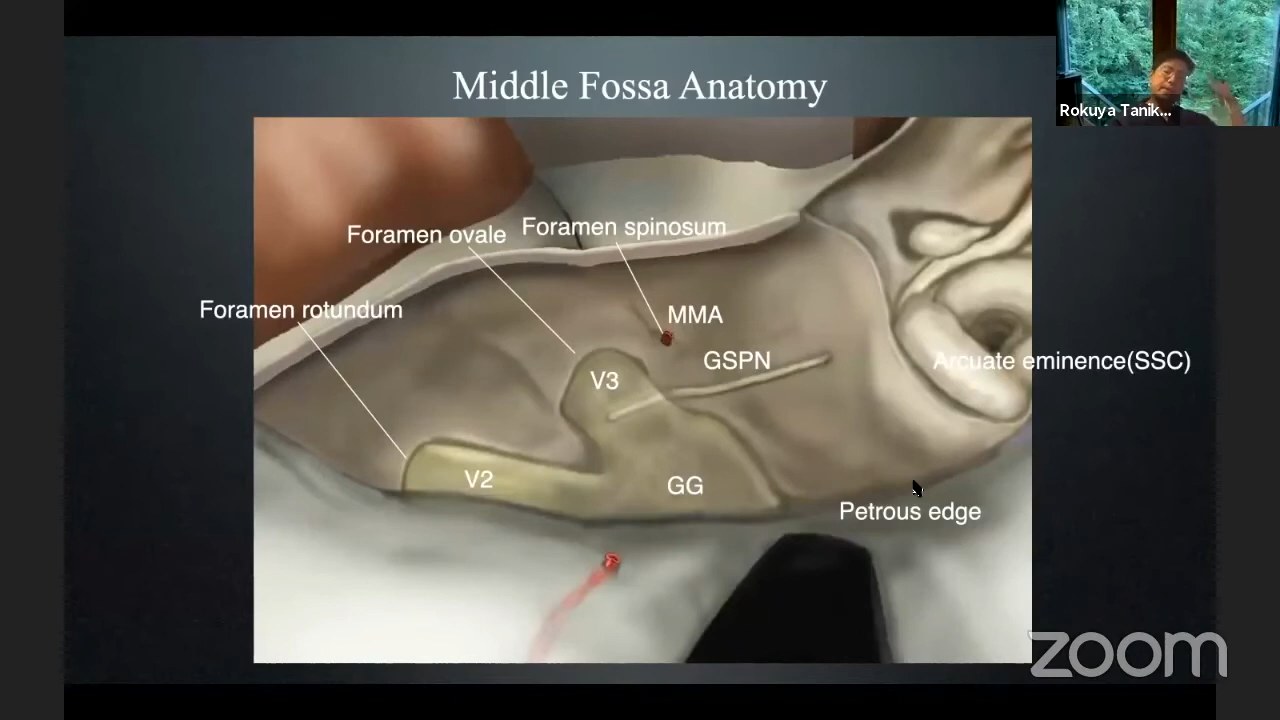 Middle Fossa Anatomy
Rokuya Tanik...
Foramen ovale
Foramen spinosum
Foramen rotundum
MMA
GSPN
Arcuate eminence(SSC)
V3
V2
GG
Petrous edge
zoom